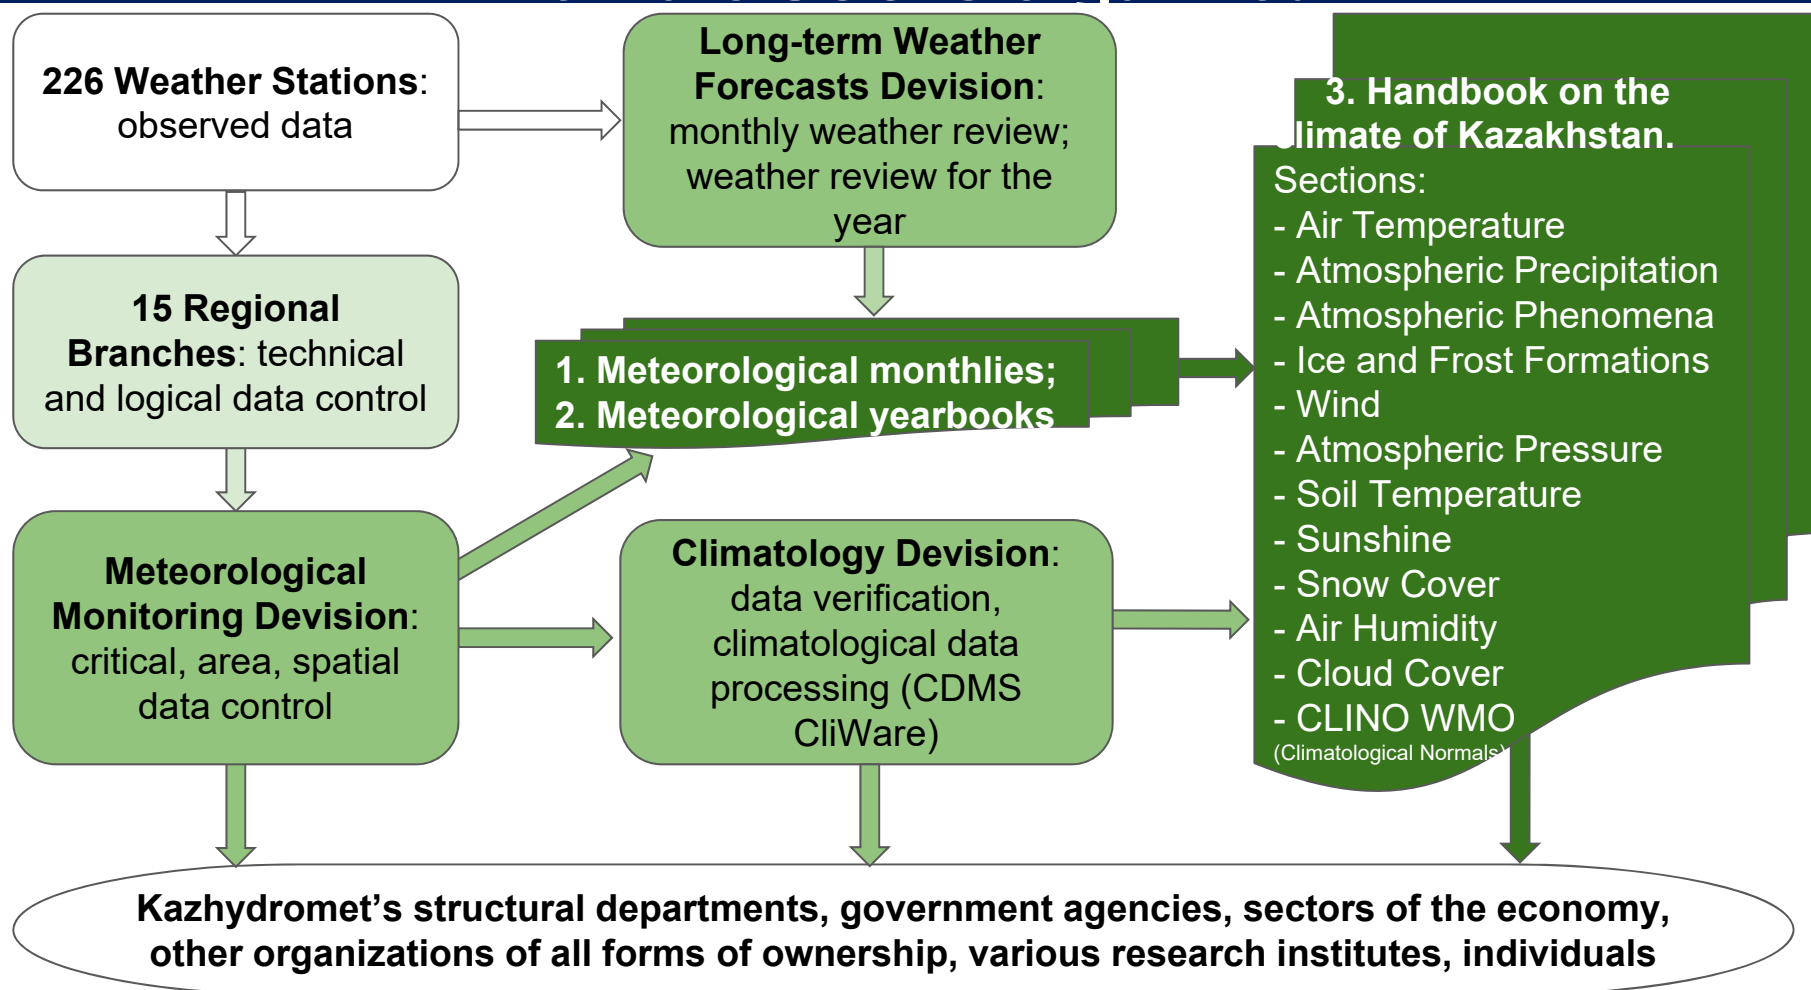 226 Weather Stations:
observed data
Long-term Weather
Forecasts Devision:
monthly weather review;
weather review for the
year
15 Regional
Branches: technical
and logical data control
1. Meteorological monthlies;
2. Meteorological yearbooks
Meteorological
Monitoring Devision:
critical, area, spatial
data control
Climatology Devision:
data verification,
climatological data
processing (CDMS
CliWare)
3. Handbook on the
limate of Kazakhstan.
Sections:
- Air Temperature
- Atmospheric Precipitation
- Atmospheric Phenomena
- Ice and Frost Formations
- Wind
- Atmospheric Pressure
- Soil Temperature
- Sunshine
- Snow Cover
- Air Humidity
- Cloud Cover
- CLINO WMO
(Climatological Normals)
Kazhydromet’s structural departments, government agencies, sectors of the economy,
other organizations of all forms of ownership, various research institutes, individuals